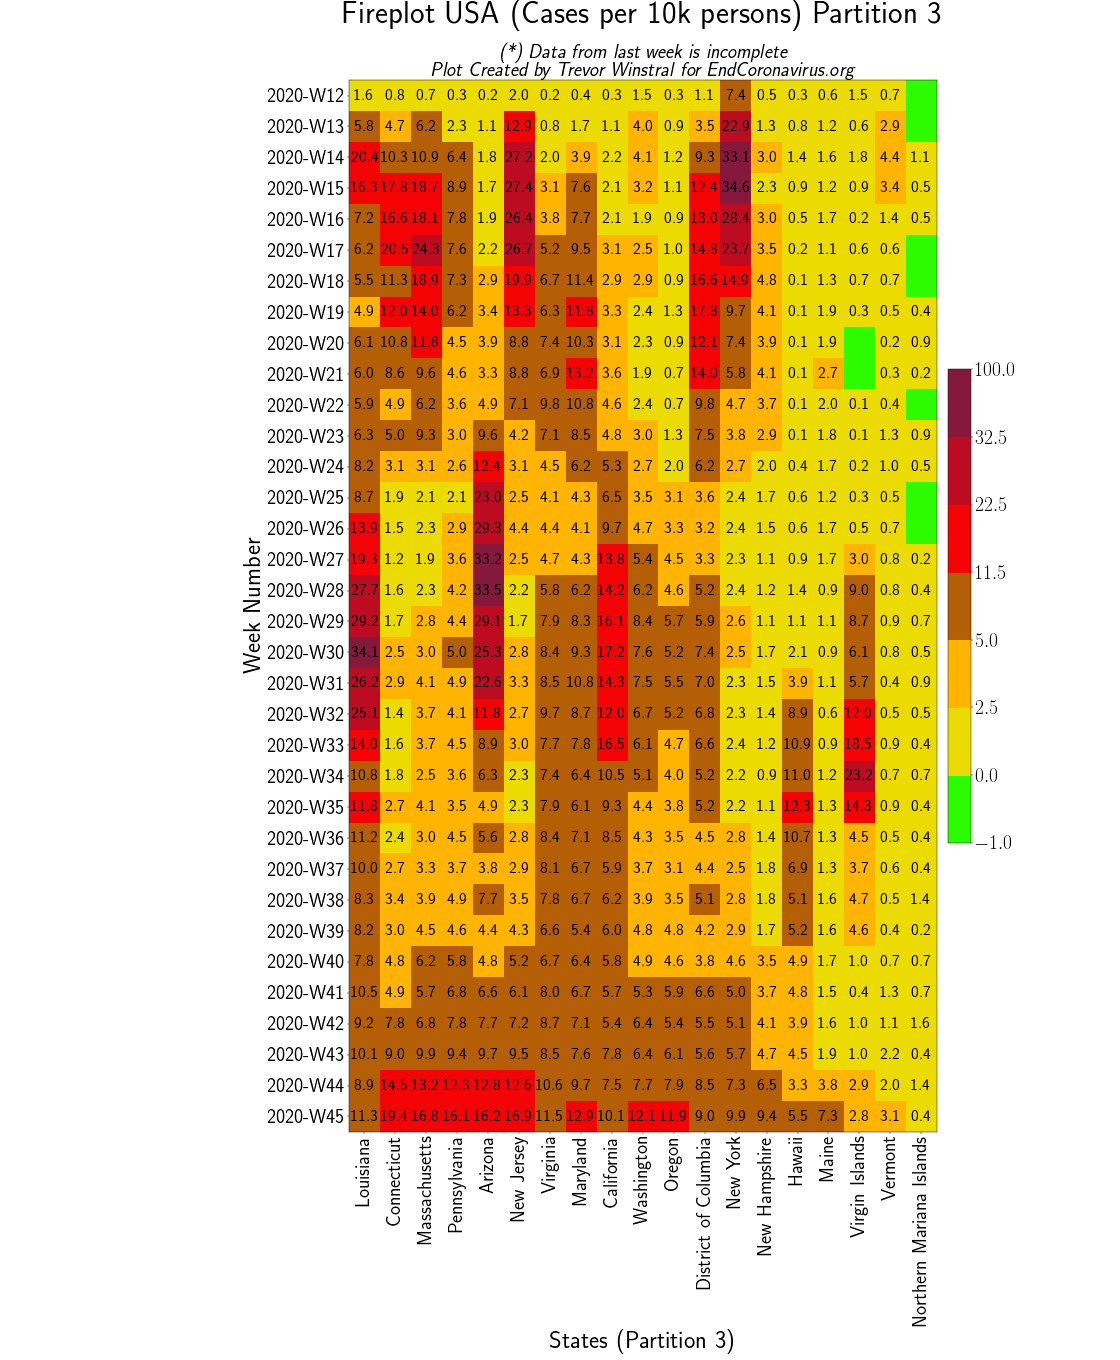 Fireplot USA (Cases per 10k persons) Partition 3
(*) Data from last week is incomplete
Plot Created by Trevor Winstral for EndCoronavirus.org
2020-W12 1.6 0.8 0.7 0.3 0.2 2.0 0.2 0.4 0.3 1.5 0.3 1.1 7.4 0.5 0.3 0.6 1.5 0.7
2020-W13 5.8 4.7 6.2 2.3 1.1 12.9 0.8 1.7 1.1 4.0 0.9 3.5 22.9 1.3 0.8 1.2 0.6 2.9
2020-W14 20.4 10.3 10.9 6.4 1.8 27.2 2.0 3.9 2.2 4.1 1.2 9.3 33.1 3.0 1.4 1.6 1.8 4.4 1.1
2020-W15 16.3 17.8 18.7 8.9 1.7 27.4 3.1 7.6 2.1 3.2 1.1 12.4 34.6 2.3 0.9 1.2 0.9 3.4 0.5
2020-W16 7.2 16.6 18.1 7.8 1.9 26.4 3.8 7.7 2.1 1.9 0.9 13.0 28.4 3.0 0.5 1.7 0.2 1.4 0.5
2020-W17 6.2 20.5 24.3 7.6 2.2 26.7 5.2 9.5 3.1 2.5 1.0 14.8 23.7 3.5 0.2 1.1 0.6 0.6
2020-W18 5.5 11.3 18.9 7.3 2.9 19.9 6.7 11.4 2.9 2.9 0.9 16.6 14.9 4.8 0.1 1.3 0.7 0.7
2020-W19 4.9 12.0 14.0 6.2 3.4 13.3 6.3 11.8 3.3 2.4 1.3 17.8 9.7 4.1 0.1 1.9 0.3 0.5 0.4
2020-W20 6.1 10.8 11.8 4.5 3.9 8.8 7.4 10.3 3.1 2.3 0.9 12.1 7.4 3.9 0.1 1.9 0.2 0.9
2020-W21 6.0 8.6 9.6 4.6 3.3 8.8 6.9 13.2 3.6 1.9 0.7 14.0 5.8 4.1 0.1 2.7 0.3 0.2
2020-W22 5.9 4.9 6.2 3.6 4.9 7.1 9.8 10.8 4.6 2.4 0.7 9.8 4.7 3.7 0.1 2.0 0.1 0.4
2020-W23 6.3 5.0 9.3 3.0 9.6 4.2 7.1 8.5 4.8 3.0 1.3 7.5 3.8 2.9 0.1 1.8 0.1 1.3 0.9
2020-W24 8.2 3.1 3.1 2.6 12.4 3.1 4.5 6.2 5.3 2.7 2.0 6.2 2.7 2.0 0.4 1.7 0.2 1.0 0.5
2020-W25 8.7 1.9 2.1 2.1 23.0 2.5 4.1 4.3 6.5 3.5 3.1 3.6 2.4 1.7 0.6 1.2 0.3 0.5
2020-W26 13.9 1.5 2.3 2.9 29.3 4.4 4.4 4.1 9.7 4.7 3.3 3.2 2.4 1.5 0.6 1.7 0.5 0.7
2020-W27 19.3 1.2 1.9 3.6 33.2 2.5 4.7 4.3 13.8 5.4 4.5 3.3 2.3 1.1 0.9 1.7 3.0 0.8 0.2
2020-W28 27.7 1.6 2.3 4.2 33.5 2.2 5.8 6.2 14.2 6.2 4.6 5.2 2.4 1.2 1.4 0.9 9.0 0.8 0.4
2020-W29 29.2 1.7 2.8 4.4 29.1 1.7 7.9 8.3 16.1 8.4 5.7 5.9 2.6 1.1 1.1 1.1 8.7 0.9 0.7
2020-W30 34.1 2.5 3.0 5.0 25.3 2.8 8.4 9.3 17.2 7.6 5.2 7.4 2.5 1.7 2.1 0.9 6.1 0.8 0.5
2020-W31 26.2 2.9 4.1 4.9 22.6 3.3 8.5 10.8 14.3 7.5 5.5 7.0 2.3 1.5 3.9 1.1 5.7 0.4 0.9
2020-W32 25.1 1.4 3.7 4.1 11.8 2.7 9.7 8.7 12.0 6.7 5.2 6.8 2.3 1.4 8.9 0.6 12.0 0.5 0.5
2020-W33 14.0 1.6 3.7 4.5 8.9 3.0 7.7 7.8 16.5 6.1 4.7 6.6 2.4 1.2 10.9 0.9 18.5 0.9 0.4
2020-W34 10.8 1.8 2.5 3.6 6.3 2.3 7.4 6.4 10.5 5.1 4.0 5.2 2.2 0.9 11.0 1.2 23.2 0.7 0.7
2020-W35 11.8 2.7 4.1 3.5 4.9 2.3 7.9 6.1 9.3 4.4 3.8 5.2 2.2 1.1 12.3 1.3 14.3 0.9 0.4
2020-W36 11.2 2.4 3.0 4.5 5.6 2.8 8.4 7.1 8.5 4.3 3.5 4.5 2.8 1.4 10.7 1.3 4.5 0.5 0.4
2020-W37 10.0 2.7 3.3 3.7 3.8 2.9 8.1 6.7 5.9 3.7 3.1 4.4 2.5 1.8 6.9 1.3 3.7 0.6 0.4
2020-W38 8.3 3.4 3.9 4.9 7.7 3.5 7.8 6.7 6.2 3.9 3.5 5.1 2.8 1.8 5.1 1.6 4.7 0.5 1.4
2020-W39 8.2 3.0 4.5 4.6 4.4 4.3 6.6 5.4 6.0 4.8 4.8 4.2 2.9 1.7 5.2 1.6 4.6 0.4 0.2
2020-W40 7.8 4.8 6.2 5.8 4.8 5.2 6.7 6.4 5.8 4.9 4.6 3.8 4.6 3.5 4.9 1.7 1.0 0.7 0.7
2020-W41 10.5 4.9 5.7 6.8 6.6 6.1 8.0 6.7 5.7 5.3 5.9 6.6 5.0 3.7 4.8 1.5 0.4 1.3 0.7
2020-W42 9.2 7.8 6.8 7.8 7.7 7.2 8.7 7.1 5.4 6.4 5.4 5.5 5.1 4.1 3.9 1.6 1.0 1.1 1.6
2020-W43 10.1 9.0 9.9 9.4 9.7 9.5 8.5 7.6 7.8 6.4 6.1 5.6 5.7 4.7 4.5 1.9 1.0 2.2 0.4
2020-W44 8.9 14.5 13.2 12.3 12.8 12.6 10.6 9.7 7.5 7.7 7.9 8.5 7.3 6.5 3.3 3.8 2.9 2.0 1.4
2020-W45 11.3 19.4 16.8 16.1 16.2 16.9 11.5 12.9 10.1 12.1 11.9 9.0 9.9 9.4 5.5 7.3 2.8 3.1 0.4
Week Number
Louisiana
Connecticut
Massachusetts
Pennsylvania
Arizona
New Jersey
Virginia
Maryland
California
Washington
Oregon
District of Columbia
New York
New Hampshire
Hawaii
Maine
Virgin Islands
Vermont
Northern Mariana Islands
States (Partition 3)
100.0
32.5
22.5
11.5
5.0
2.5
0.0
−1.0